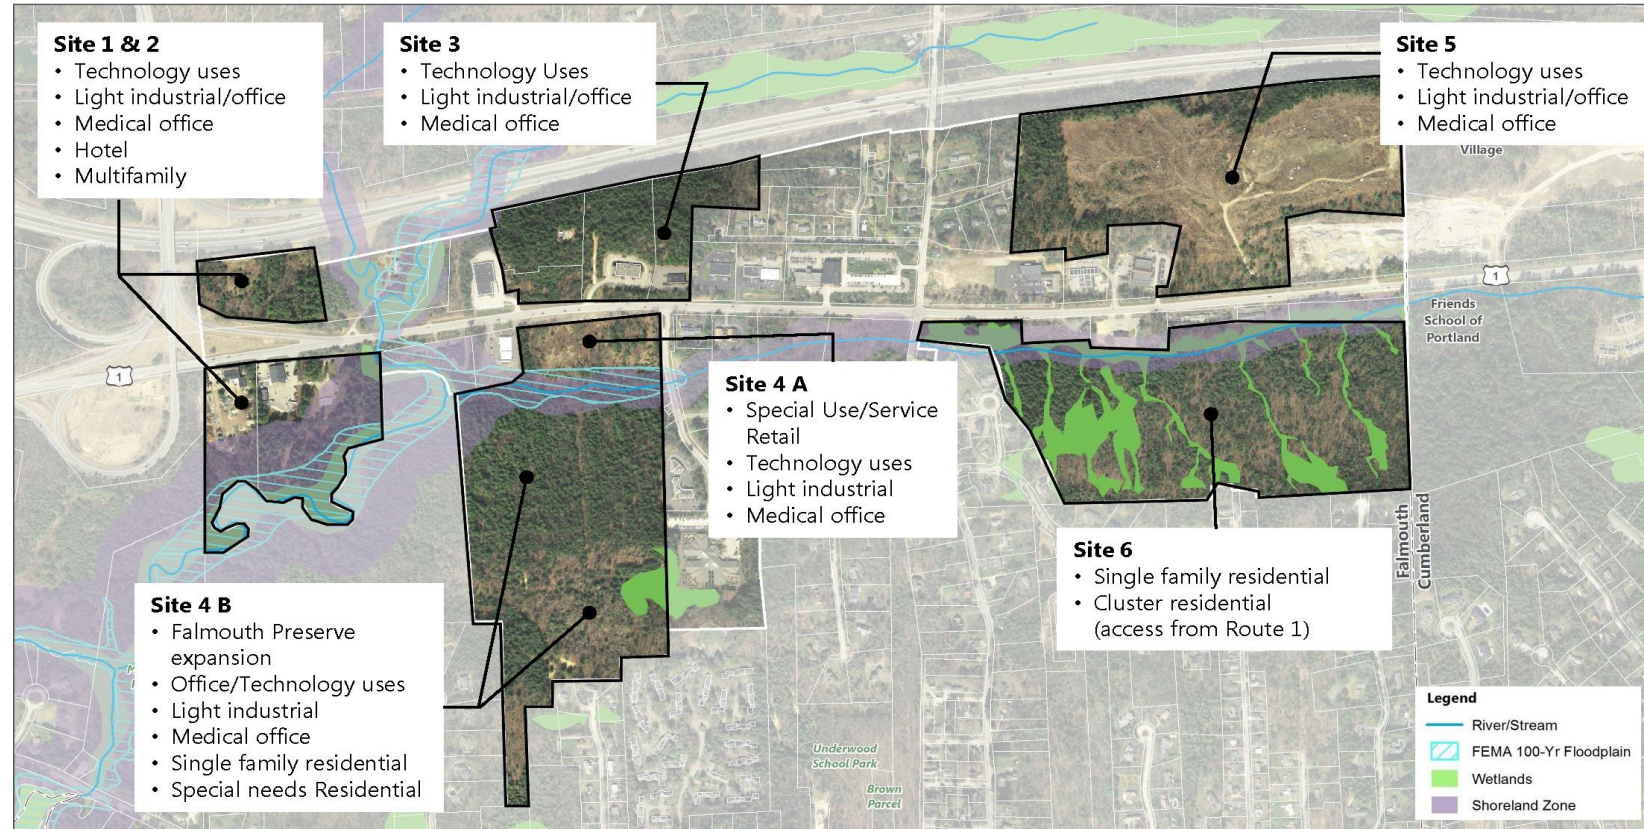 Site 1 & 2
• Technology uses
• Light industrial/office
• Medical office
• Hotel
• Multifamily
Site 3
• Technology Uses
• Light industrial/office
• Medical office
Site 5
• Technology uses
• Light industrial/office
• Medical office
Village
1
Friends
School of
Portland
1
Site 4 A
• Special Use/Service
Retail
• Technology uses
• Light industrial
• Medical office
Site 6
• Single family residential
• Cluster residential
(access from Route 1)
Falmouth
Cumberland
Site 4 B
• Falmouth Preserve
expansion
• Office/Technology uses
• Light industrial
• Medical office
• Single family residential
• Special needs Residential
Underwood
School Park
Brown
Parcel
Legend
River/Stream
FEMA 100-Yr Floodplain
Wetlands
Shoreland Zone